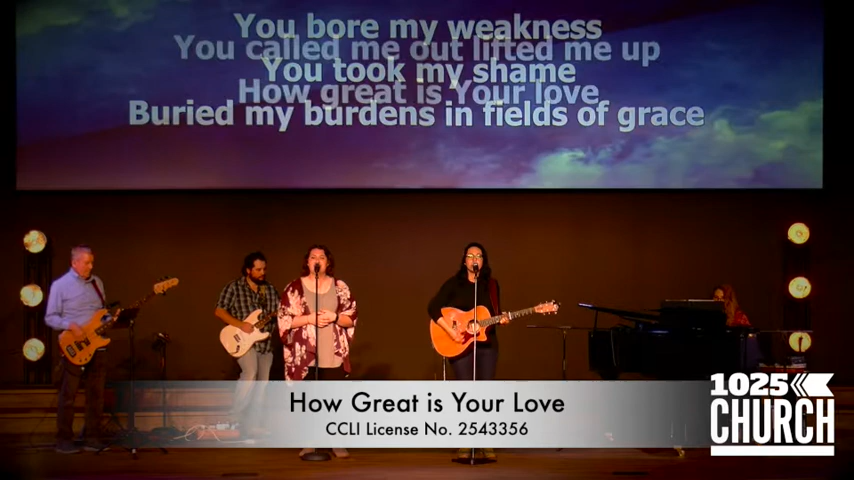 You bore my weakness
You called me out lifted me up
You took my shame
How great is Your love
Buried my burdens in fields of grace
How Great is Your Love
CCLI License No. 2543356
1025
CHURCH